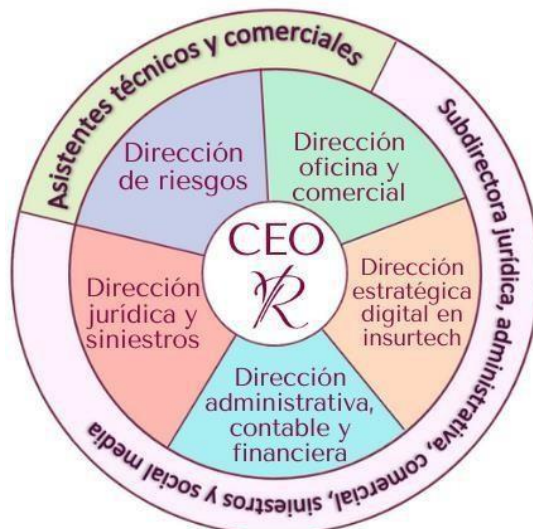 Asistentes técnicos y comerciales
Subdirectora jurídica, administrativa, comercial, siniestros y social media
Dirección
de riesgos
Dirección
oficina y
comercial
CEO
VR
Dirección
jurídica y
siniestros
Dirección
estratégica
digital en
insurtech
Dirección
administrativa,
contable y
financiera